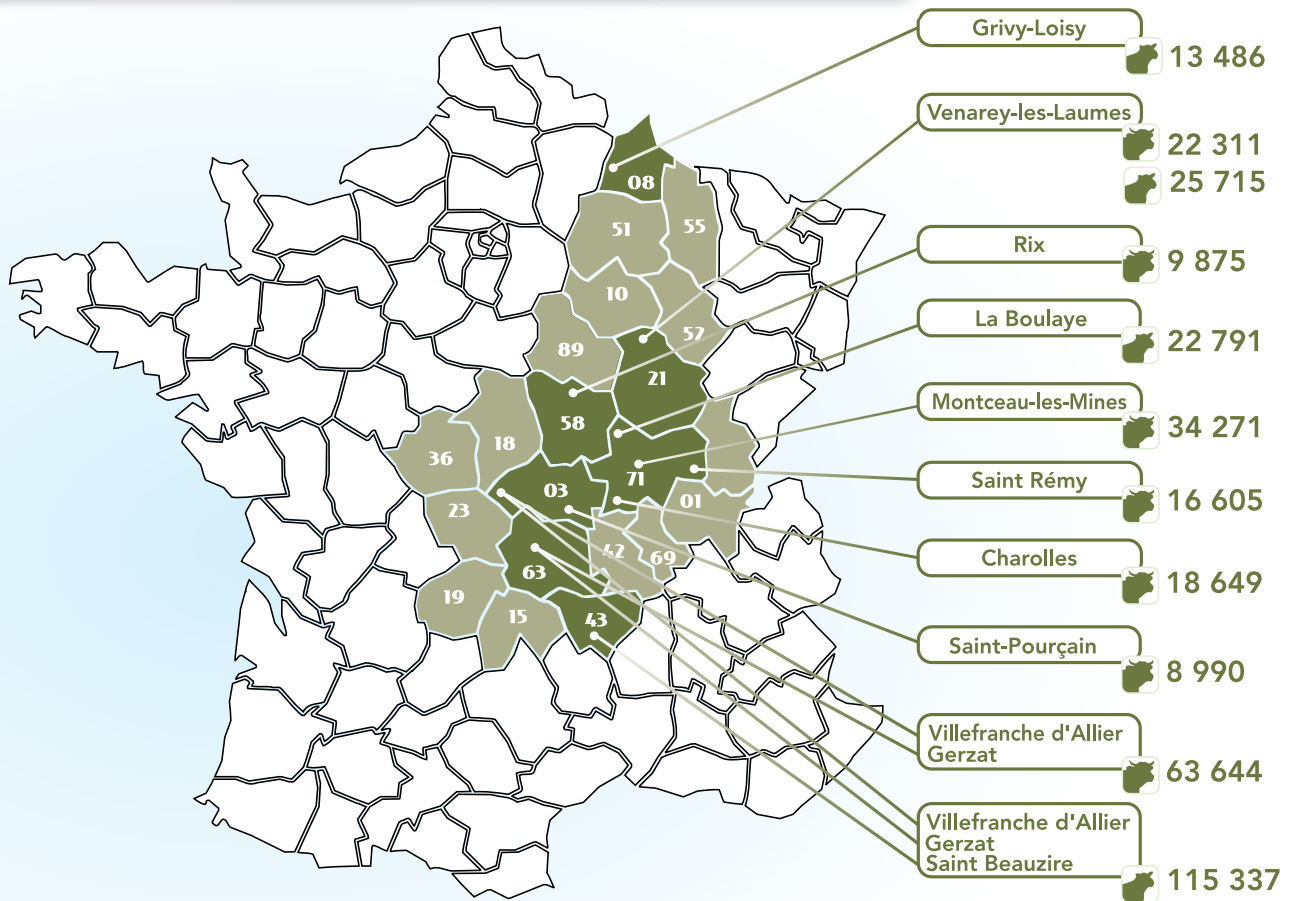 Grivy-Loisy
13 486
Venarey-les-Laumes
22 311
25 715
Rix
9 875
La Boulaye
22 791
Montceau-les-Mines
34 271
Saint Rémy
16 605
Charolles
18 649
Saint-Pourçain
8 990
Villefranche d'Allier
Gerzat
63 644
Villefranche d'Allier
Gerzat
Saint Beauzire
115 337
08
51
55
10
52
89
21
58
18
36
71
03
01
23
42
69
63
19
15
43